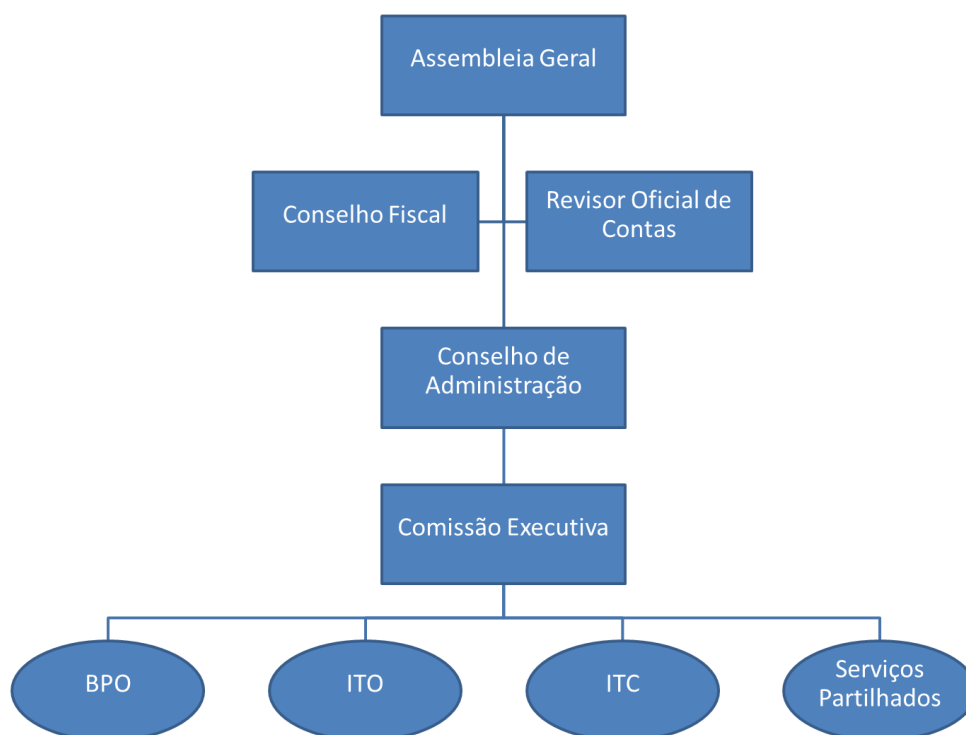 Assembleia Geral
Conselho Fiscal
Revisor Oficial de
Contas
Conselho de
Administração
Comissão Executiva
BPO
ITO
ITC
Serviços
Partilhados